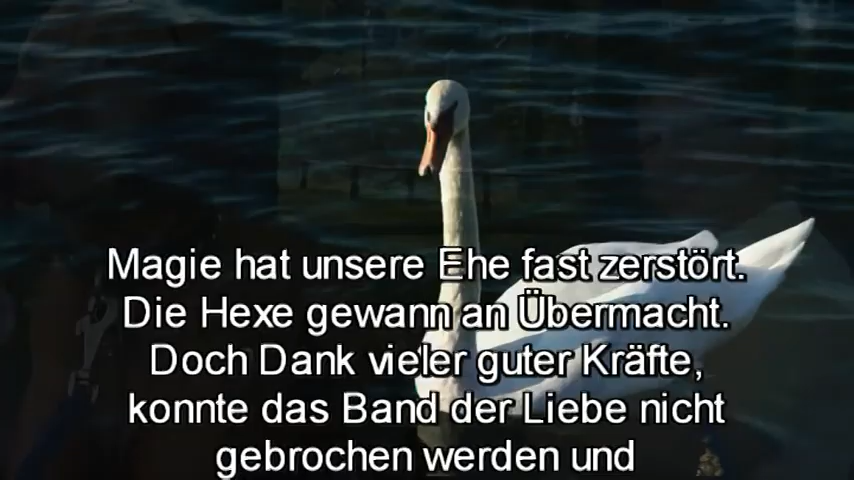 Magie hat unsere Ehe fast zerstört.
Die Hexe gewann an Übermacht.
Doch Dank vieler guter Kräfte,
konnte das Band der Liebe nicht
gebrochen werden und